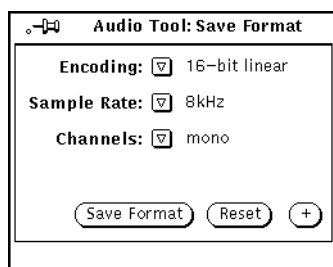 Audio Tool: Save Format
Encoding: 16-bit linear
Sample Rate: 8kHz
Channels: mono
Save Format Reset +